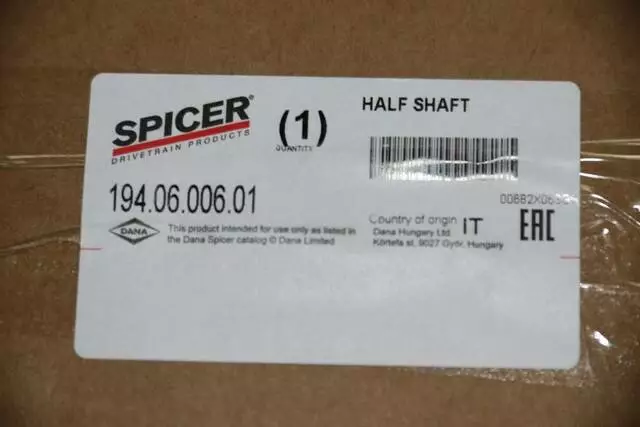 SPICER®
DRIVETRAIN PRODUCTS
(1)
QUANTITY
HALF SHAFT
194.06.006.01
DANA
This product intended for use only as listed in
the Dana Spicer catalog © Dana Limited
Country of origin IT
Dana Hungary Ltd.
Körtefa st, 9027 Győr, Hungary
EAC